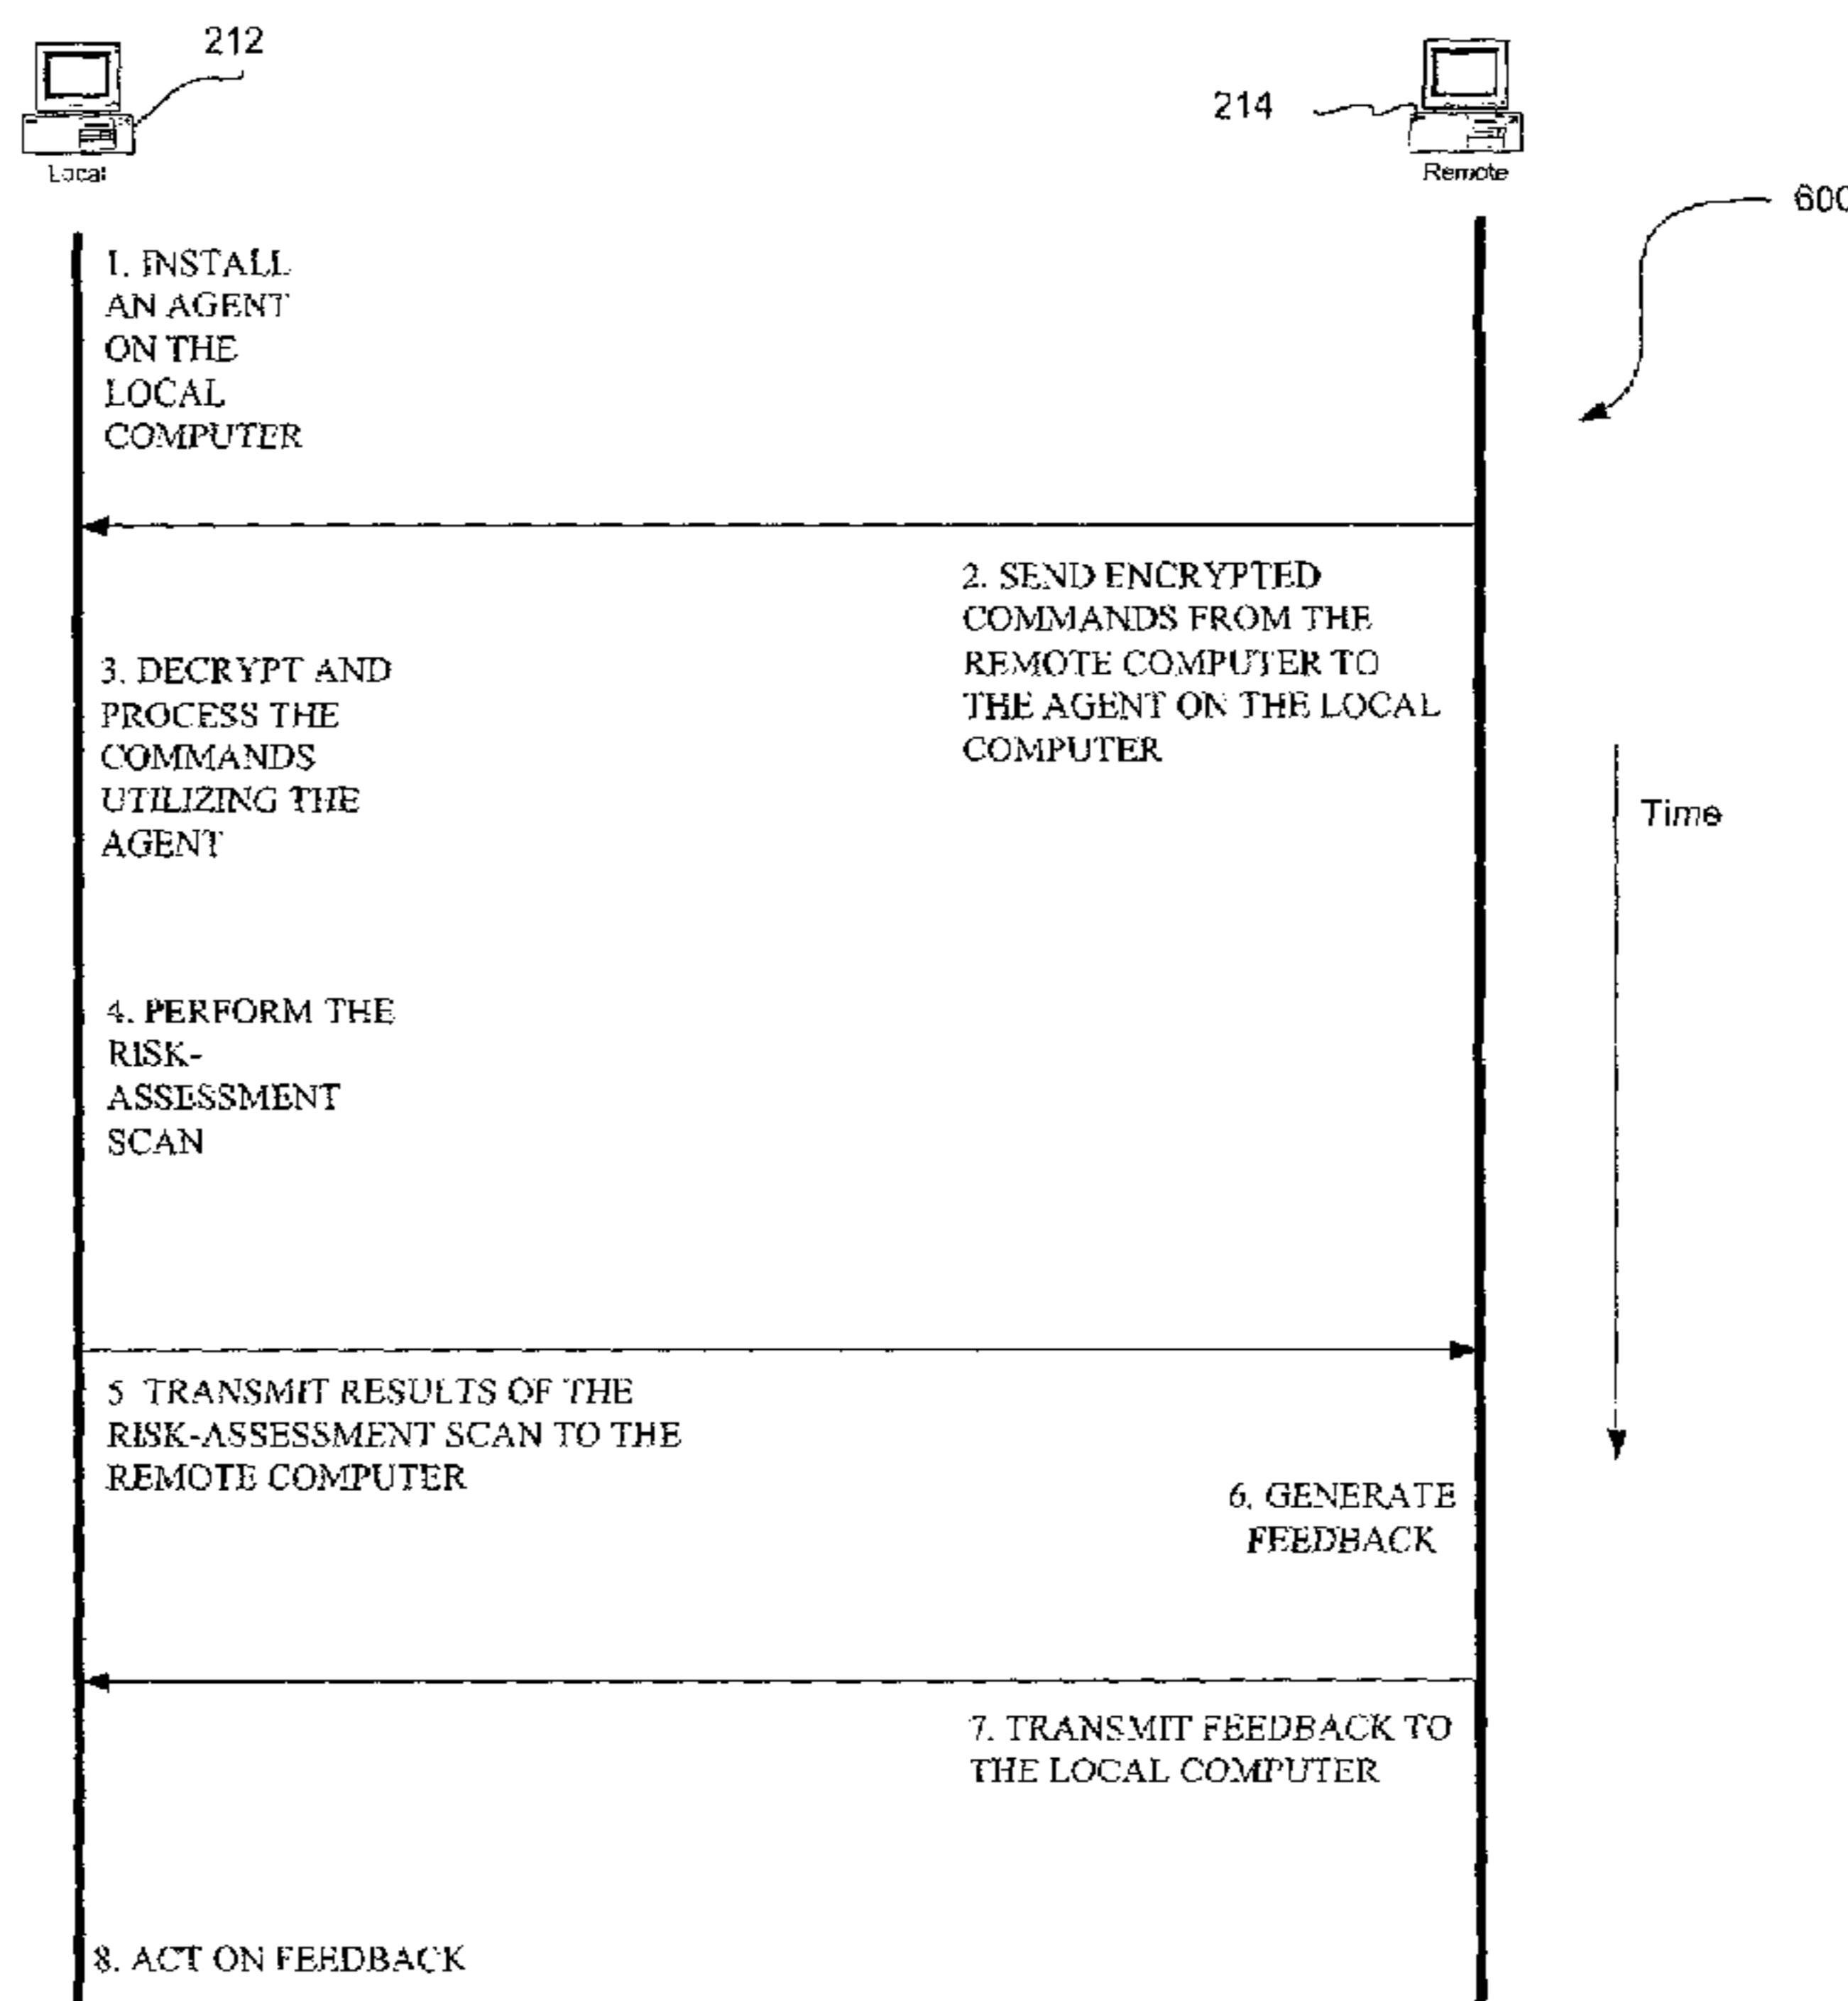 212
214
Local
Remote
600
1. INSTALL
AN AGENT
ON THE
LOCAL
COMPUTER
2. SEND ENCRYPTED
COMMANDS FROM THE
REMOTE COMPUTER TO
THE AGENT ON THE LOCAL
COMPUTER
3. DECRYPT AND
PROCESS THE
COMMANDS
UTILIZING THE
AGENT
Time
4. PERFORM THE
RISK-
ASSESSMENT
SCAN
5 TRANSMIT RESULTS OF THE
RISK-ASSESSMENT SCAN TO THE
REMOTE COMPUTER
6. GENERATE
FEEDBACK
7. TRANSMIT FEEDBACK TO
THE LOCAL COMPUTER
8. ACT ON FEEDBACK